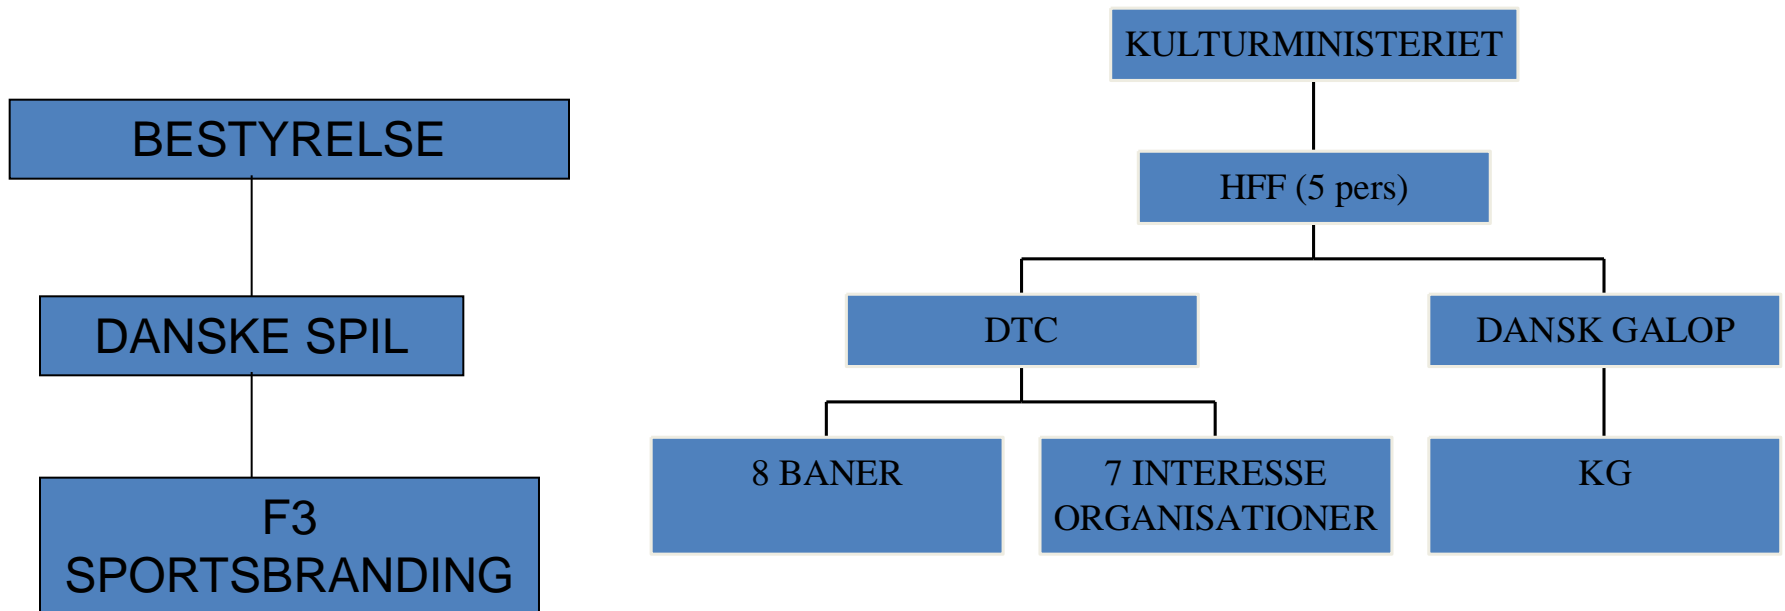 BESTYRELSE
DANSKE SPIL
F3
SPORTSBRANDING
KULTURMINISTERIET
HFF (5 pers)
DTC
DANSK GALOP
8 BANER
7 INTERESSE
ORGANISATIONER
KG